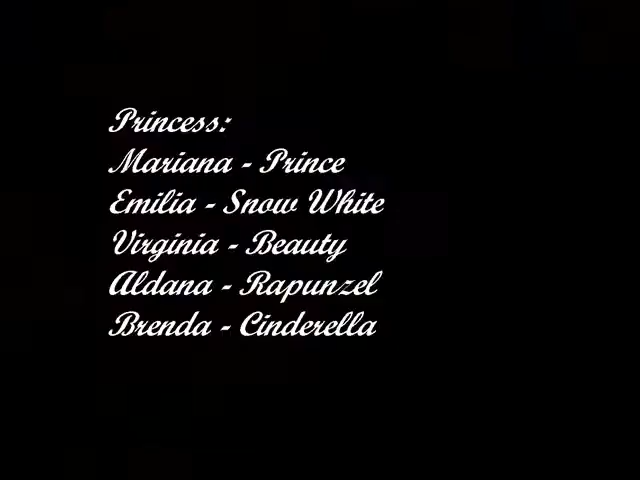 Princess:
Mariana - Prince
Emilia - Snow White
Virginia - Beauty
Aldana - Rapunzel
Brenda - Cinderella